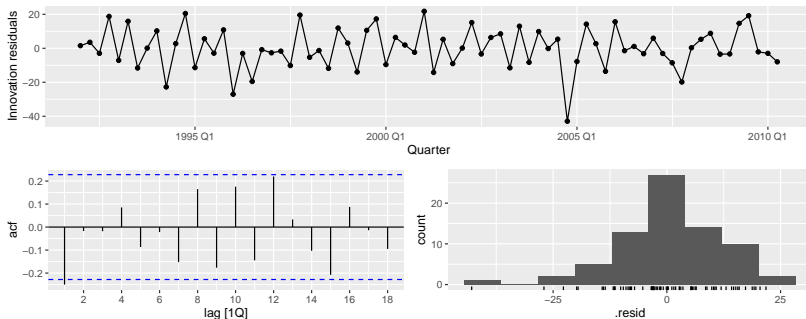 Innovation residuals
20
0
−20
−40
1995 Q1 2000 Q1 2005 Q1 2010 Q1
Quarter
acf
0.2
0.1
0.0
−0.1
−0.2
2 4 6 8 10 12 14 16 18
lag [1Q]
count
20
10
0
−25 0 25
.resid